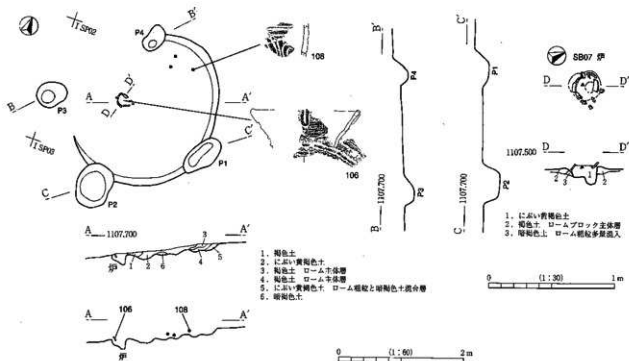 ISP02
P4
B'
108
B'
C'
P4
P1
SB07 炉
D
D'
D'
A
A'
D
B
P3
C'
ISP03
106
P1
C
P2
P3
P2
1107.500
D
D'
1
2
3
2
1107.700
B
1107.700
C
A
1107.700
A'
3
炉
1
2
6
4
5
1. 褐色土
2. にぶい黄褐色土
3. 褐色土 ローム主体層
4. 褐色土 ローム主体層
5. にぶい黄褐色土 ローム粗粒と暗褐色土混合層
6. 暗褐色土
1. にぶい黄褐色土
2. 褐色土 ロームブロック主体層
3. 暗褐色土 ローム粗粒多量混入
0
(1:30)
1 m
A
106
108
A'
炉
0
(1:60)
2 m